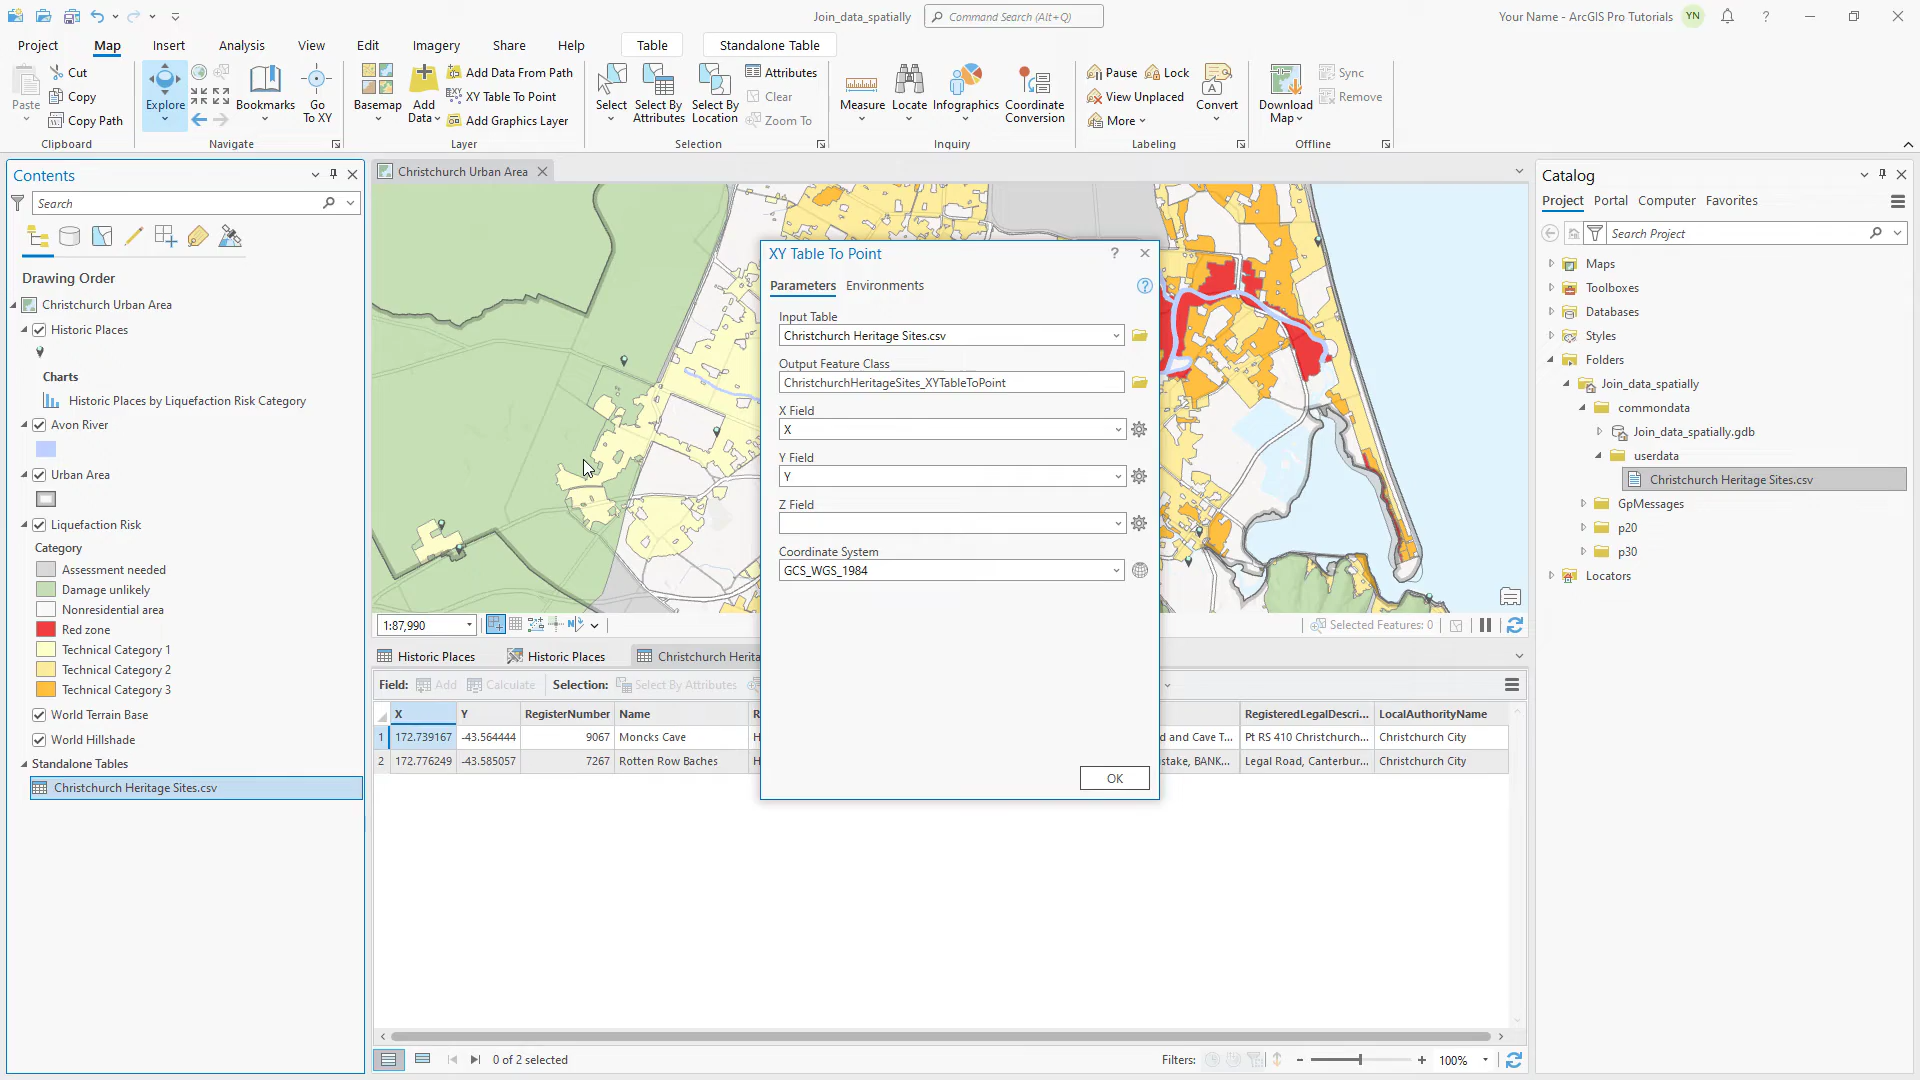 Join_data_spatially
Command Search (Alt+Q)
Your Name - ArcGIS Pro Tutorials
YN
?
Project
Map
Insert
Analysis
View
Edit
Imagery
Share
Help
Table
Standalone Table
Paste
Cut
Copy
Copy Path
Clipboard
Explore
Bookmarks
Go To XY
Navigate
Basemap
Add Data
Add Data From Path
XY Table To Point
Add Graphics Layer
Layer
Select
Select By Attributes
Select By Location
Attributes
Clear
Zoom To
Selection
Measure
Locate
Infographics
Coordinate Conversion
Inquiry
Pause
Lock
View Unplaced
More
Convert
Labeling
Download Map
Sync
Remove
Offline
Contents
Search
Drawing Order
Christchurch Urban Area
Historic Places
Charts
Historic Places by Liquefaction Risk Category
Avon River
Urban Area
Liquefaction Risk
Category
Assessment needed
Damage unlikely
Nonresidential area
Red zone
Technical Category 1
Technical Category 2
Technical Category 3
World Terrain Base
World Hillshade
Standalone Tables
Christchurch Heritage Sites.csv
Christchurch Urban Area
1:87,990
Selected Features: 0
XY Table To Point
?
Parameters
Environments
?
Input Table
Christchurch Heritage Sites.csv
Output Feature Class
ChristchurchHeritageSites_XYTableToPoint
X Field
X
Y Field
Y
Z Field
Coordinate System
GCS_WGS_1984
OK
Historic Places
Historic Places
Christchurch Herita
Field:
Add
Calculate
Selection:
Select By Attributes
X
Y
RegisterNumber
Name
R
RegisteredLegalDescri...
LocalAuthorityName
1
172.739167
-43.564444
9067
Moncks Cave
H
d and Cave T...
Pt RS 410 Christchurch...
Christchurch City
2
172.776249
-43.585057
7267
Rotten Row Baches
H
stake, BANK...
Legal Road, Canterbur...
Christchurch City
0 of 2 selected
Filters:
100%
Catalog
Project
Portal
Computer
Favorites
Search Project
Maps
Toolboxes
Databases
Styles
Folders
Join_data_spatially
commondata
Join_data_spatially.gdb
userdata
Christchurch Heritage Sites.csv
GpMessages
p20
p30
Locators